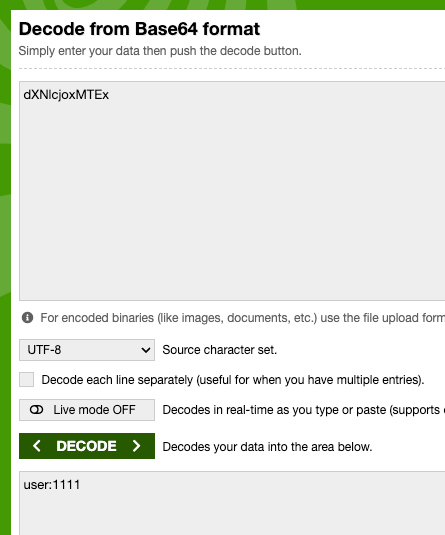 Decode from Base64 format
Simply enter your data then push the decode button.
dXNlcjoxMTEx
For encoded binaries (like images, documents, etc.) use the file upload form
UTF-8 Source character set.
Decode each line separately (useful for when you have multiple entries).
Live mode OFF Decodes in real-time as you type or paste (supports
< DECODE > Decodes your data into the area below.
user:1111